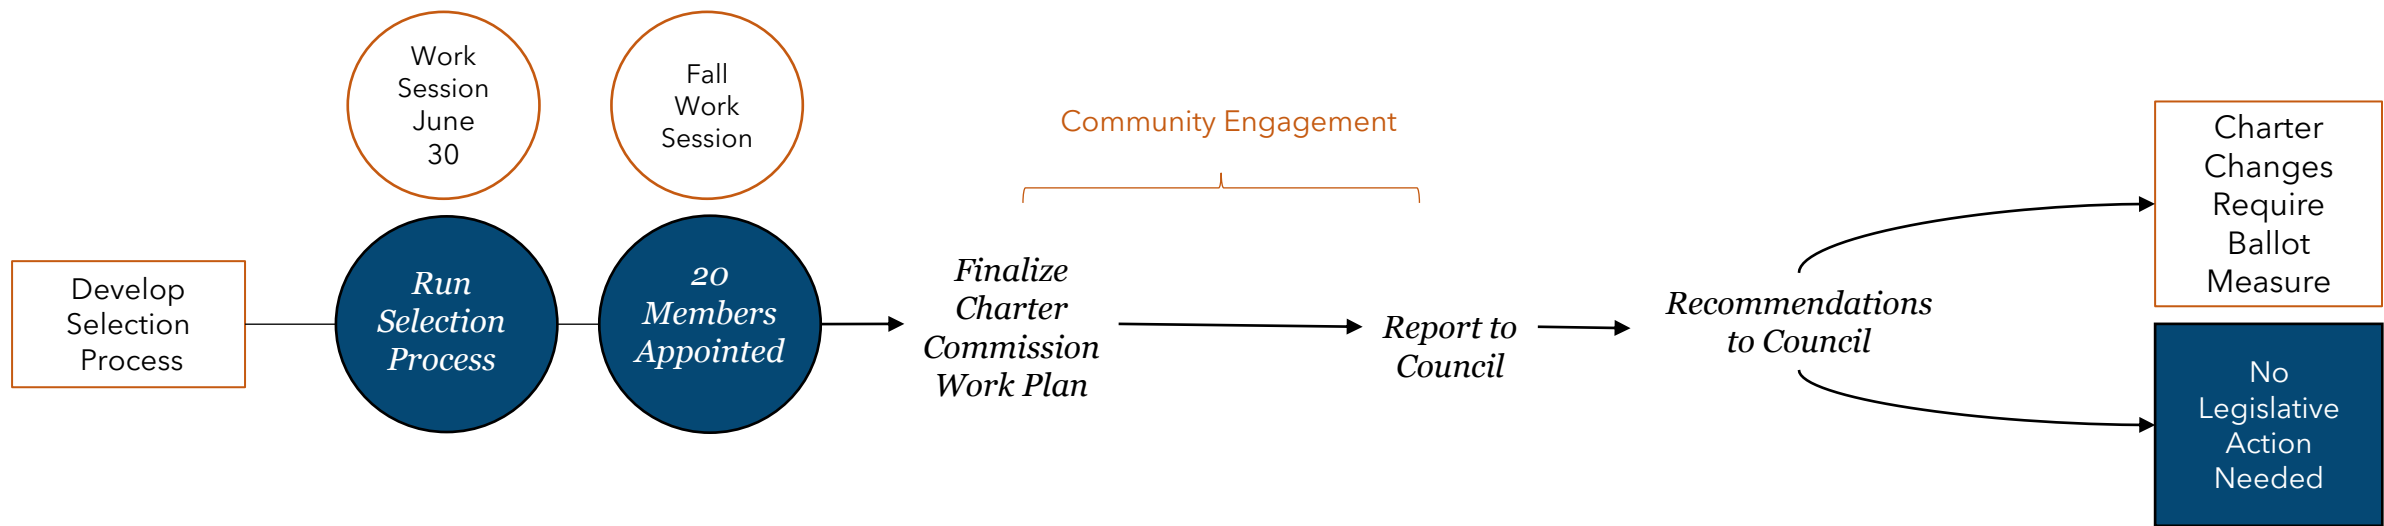 Work
Session
June
30
Fall
Work
Session
Community Engagement
Develop
Selection
Process
Run
Selection
Process
20
Members
Appointed
Finalize
Charter
Commission
Work Plan
Report to
Council
Recommendations
to Council
Charter
Changes
Require
Ballot
Measure
No
Legislative
Action
Needed